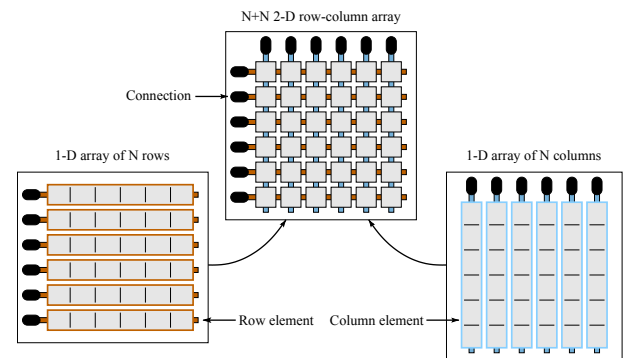 N+N 2-D row-column array
Connection
1-D array of N rows
1-D array of N columns
Row element
Column element